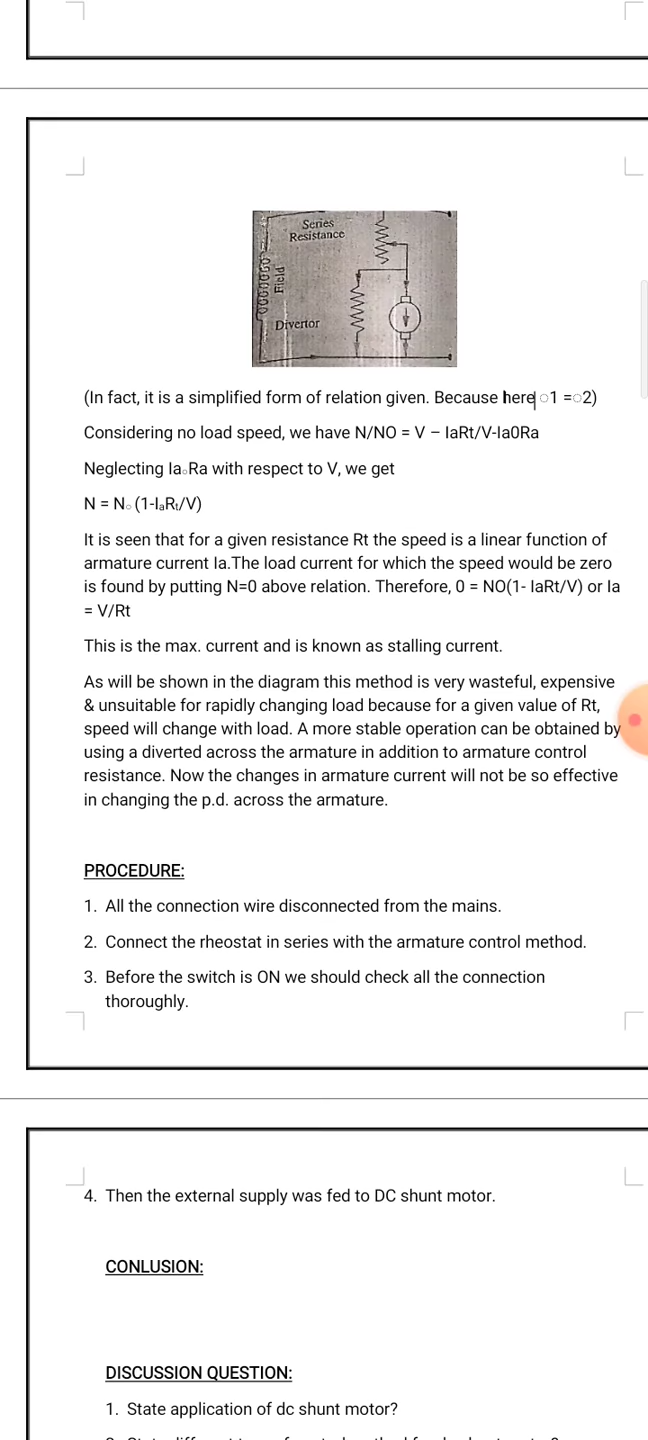 Series
Resistance
Field
Divertor
(In fact, it is a simplified form of relation given. Because here ○1 =○2)
Considering no load speed, we have N/NO = V – IaRt/V-Ia0Ra
Neglecting Ia○Ra with respect to V, we get
N = N○ (1-IₐRₜ/V)
It is seen that for a given resistance Rt the speed is a linear function of
armature current Ia.The load current for which the speed would be zero
is found by putting N=0 above relation. Therefore, 0 = NO(1- IaRt/V) or Ia
= V/Rt
This is the max. current and is known as stalling current.
As will be shown in the diagram this method is very wasteful, expensive
& unsuitable for rapidly changing load because for a given value of Rt,
speed will change with load. A more stable operation can be obtained by
using a diverted across the armature in addition to armature control
resistance. Now the changes in armature current will not be so effective
in changing the p.d. across the armature.
PROCEDURE:
1. All the connection wire disconnected from the mains.
2. Connect the rheostat in series with the armature control method.
3. Before the switch is ON we should check all the connection
thoroughly.
4. Then the external supply was fed to DC shunt motor.
CONLUSION:
DISCUSSION QUESTION:
1. State application of dc shunt motor?